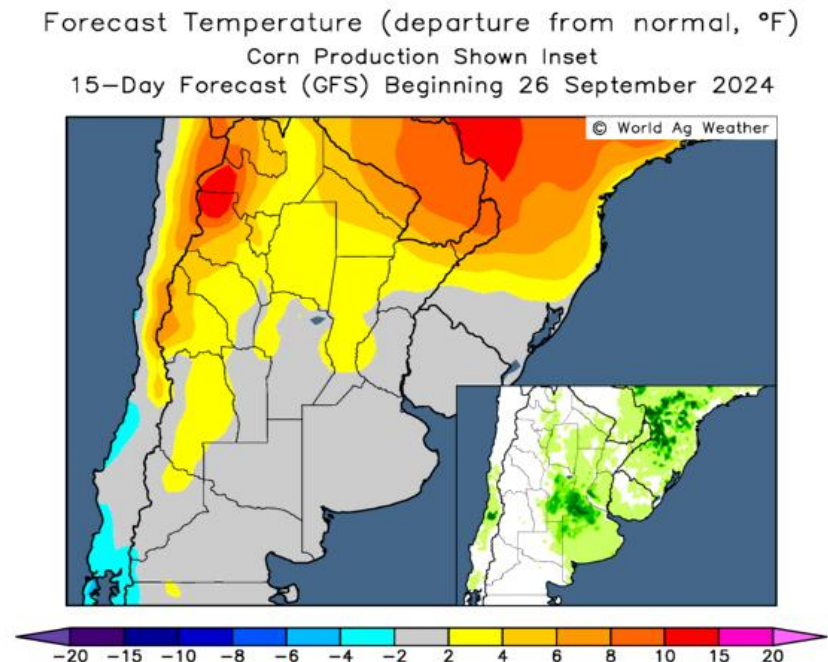 Forecast Temperature (departure from normal, °F)
Corn Production Shown Inset
15-Day Forecast (GFS) Beginning 26 September 2024
© World Ag Weather
-20 -15 -10 -8 -6 -4 -2 2 4 6 8 10 15 20